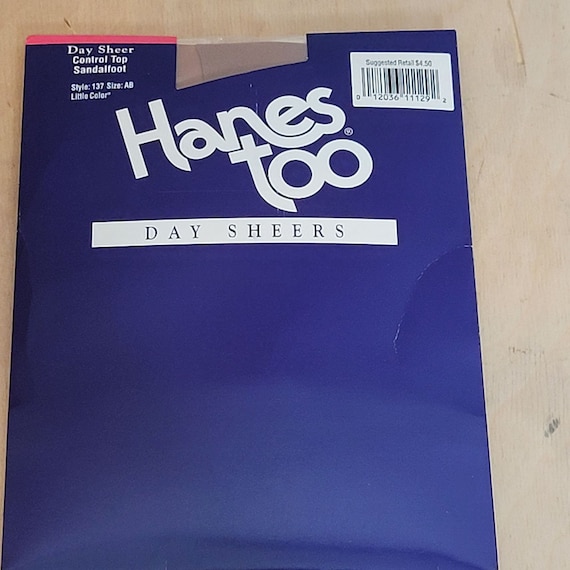 Day Sheer
Control Top
Sandalfoot
Style: 137 Size: AB
Little Color®
Suggested Retail $4.50
0 12036 11129 2
Hanes
too®
DAY SHEERS